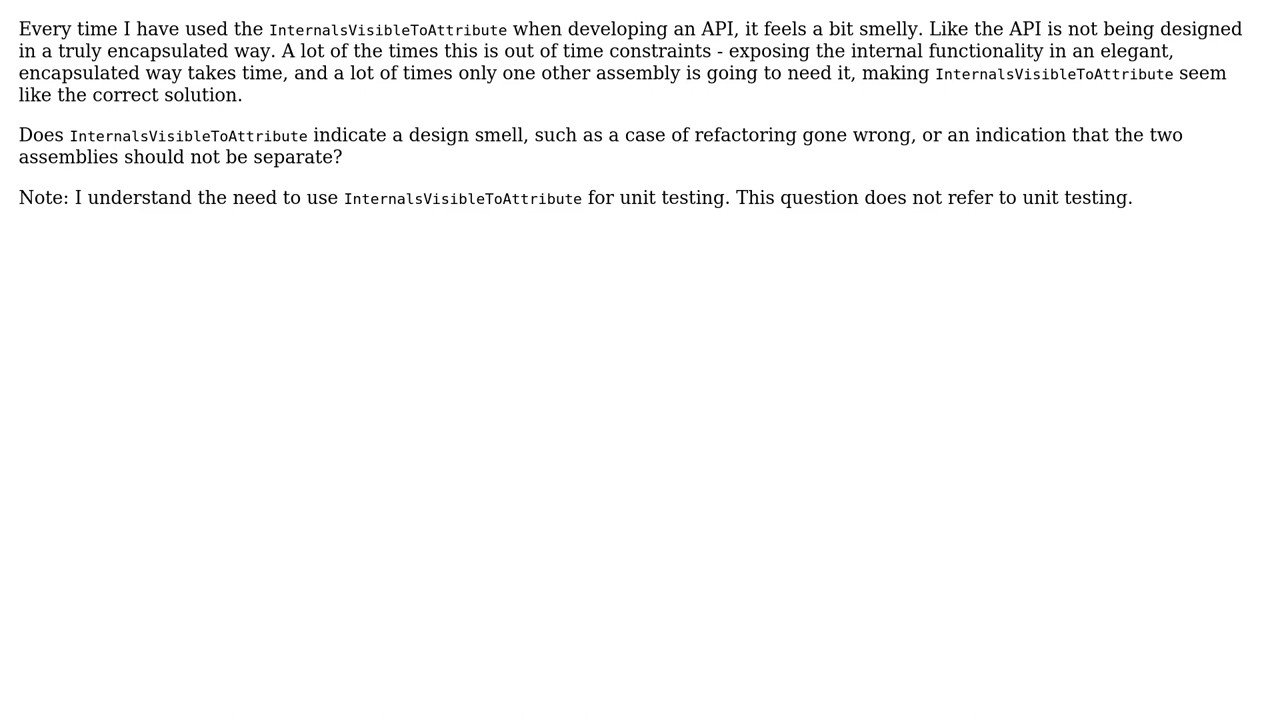 Every time I have used the InternalsVisibleToAttribute when developing an API, it feels a bit smelly. Like the API is not being designed
in a truly encapsulated way. A lot of the times this is out of time constraints - exposing the internal functionality in an elegant,
encapsulated way takes time, and a lot of times only one other assembly is going to need it, making InternalsVisibleToAttribute seem
like the correct solution.
Does InternalsVisibleToAttribute indicate a design smell, such as a case of refactoring gone wrong, or an indication that the two
assemblies should not be separate?
Note: I understand the need to use InternalsVisibleToAttribute for unit testing. This question does not refer to unit testing.